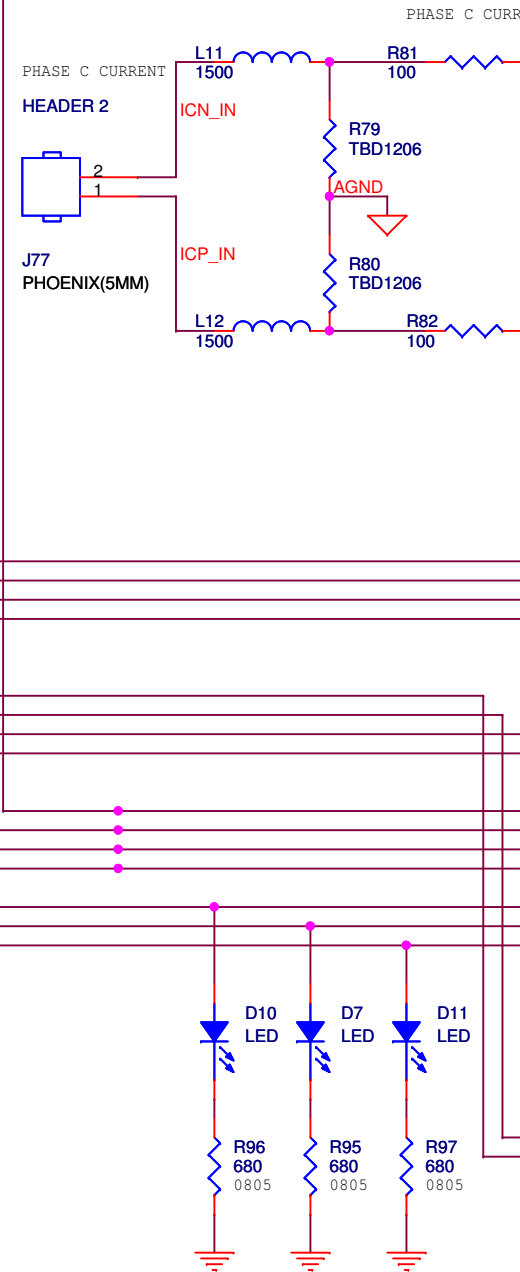 PHASE C CURR
L11
1500
R81
100
PHASE C CURRENT
HEADER 2
ICN_IN
R79
TBD1206
2
1
AGND
ICP_IN
J77
PHOENIX(5MM)
R80
TBD1206
L12
1500
R82
100
D10
LED
D7
LED
D11
LED
R96
680
0805
R95
680
0805
R97
680
0805